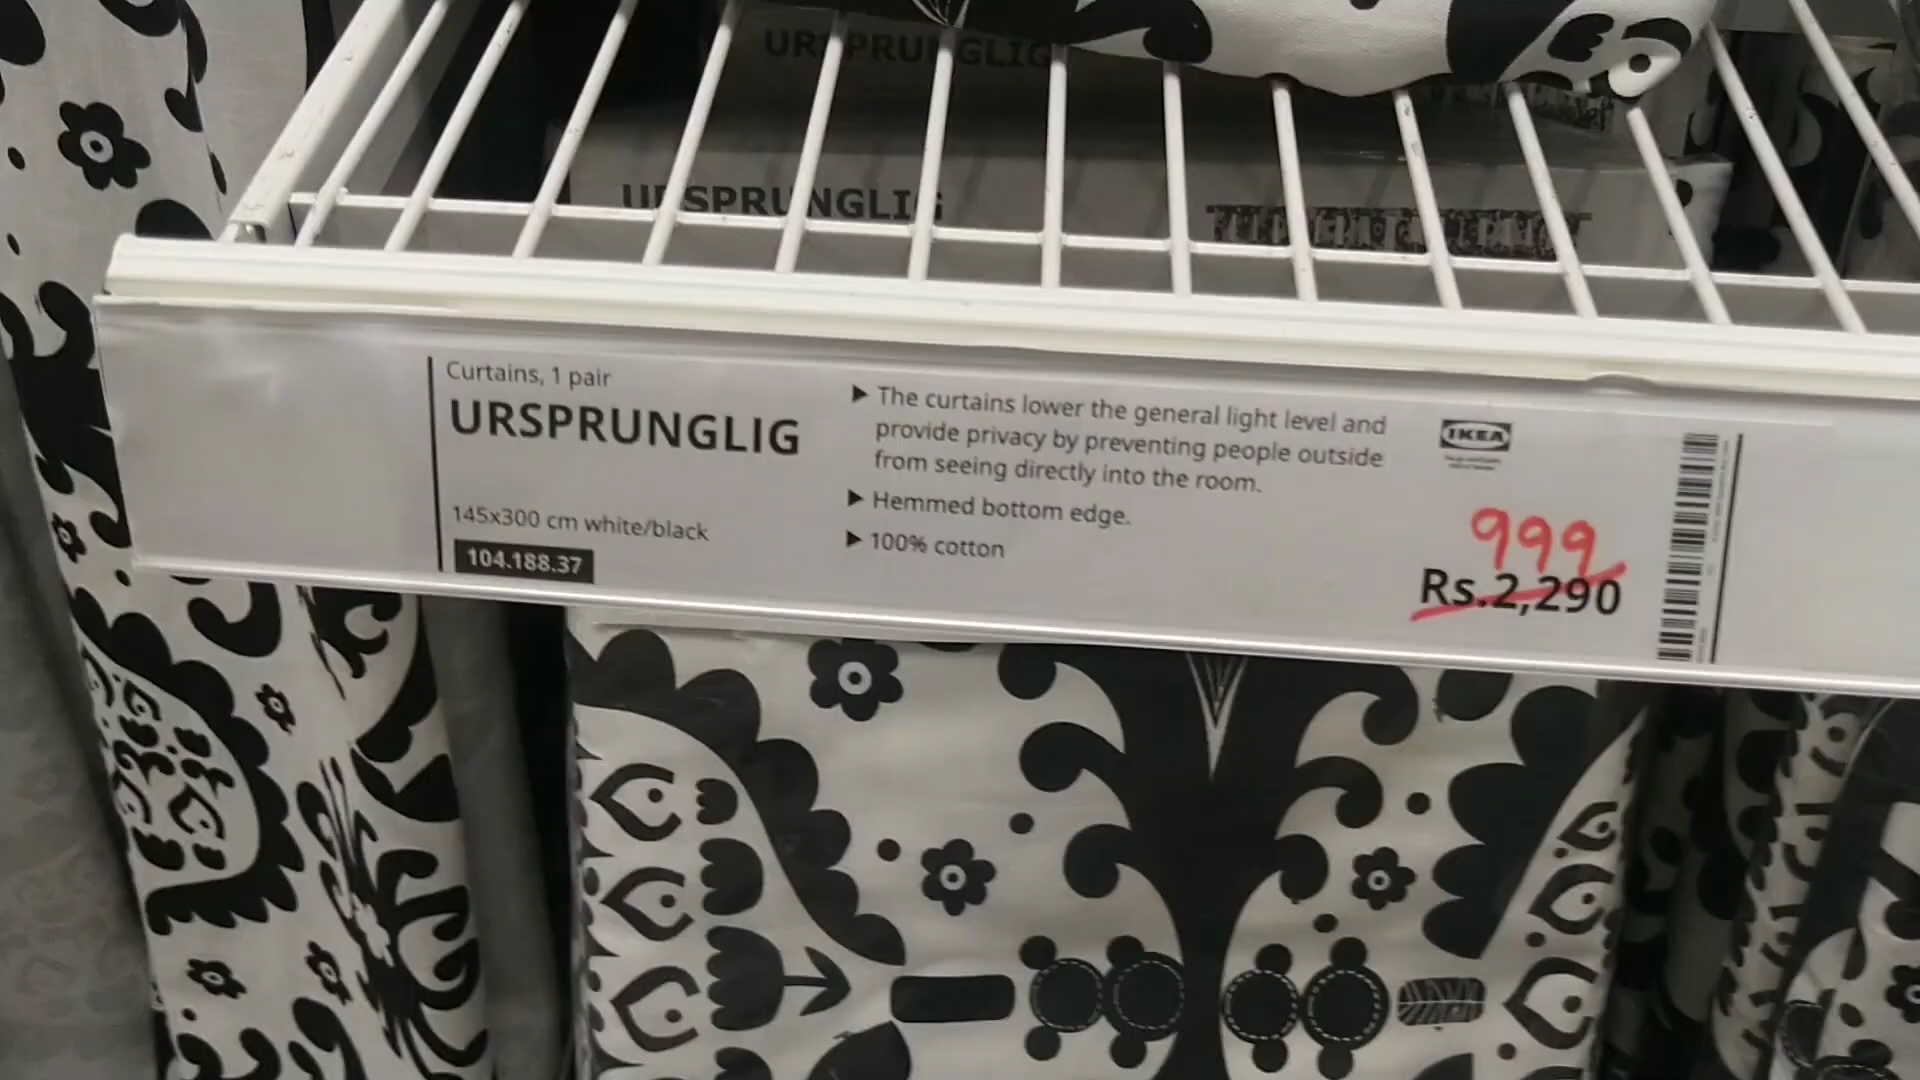 URSPRUNGLIG
URSPRUNGLIG
Curtains, 1 pair
URSPRUNGLIG
145x300 cm white/black
104.188.37
► The curtains lower the general light level and
provide privacy by preventing people outside
from seeing directly into the room.
► Hemmed bottom edge.
► 100% cotton
IKEA
999
Rs.2,290